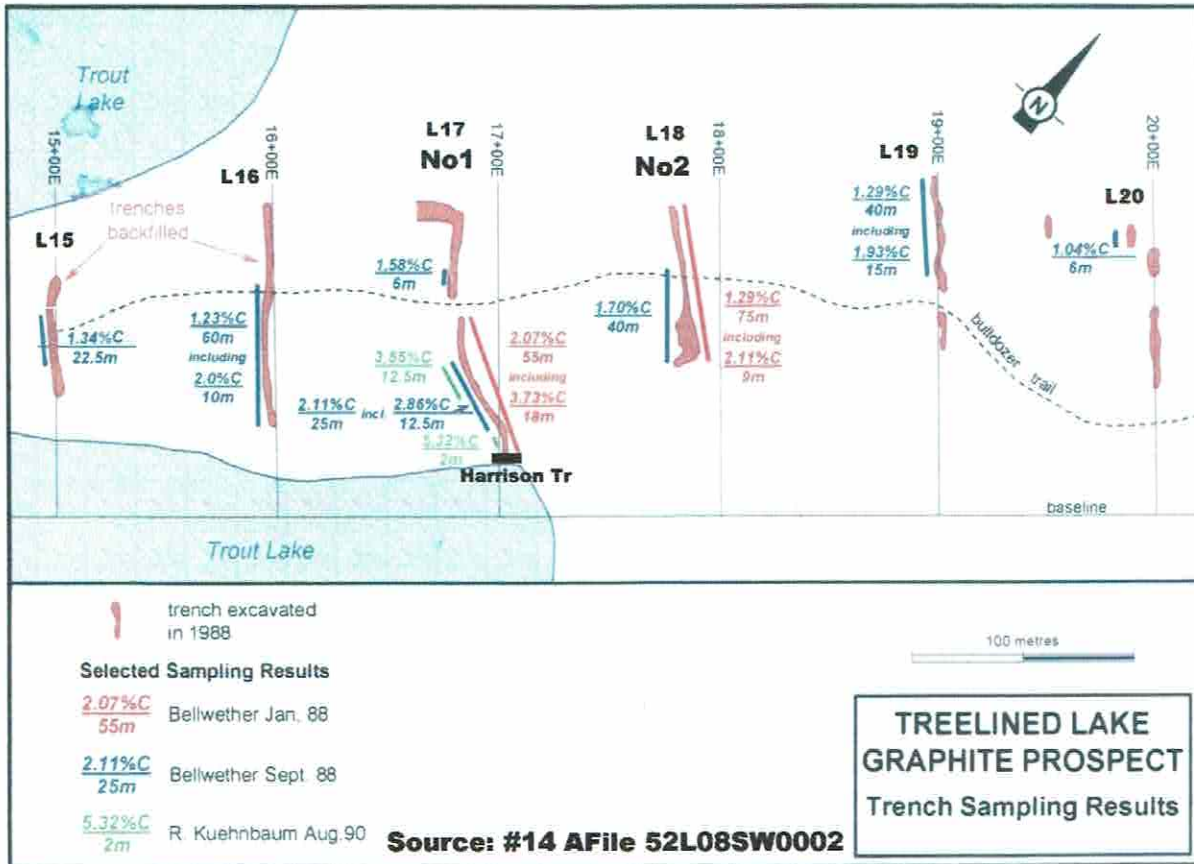 Trout
Lake
N
15+00E
16+00E
L17
17+00E
L18
18+00E
19+00E
20+00E
No1
No2
L19
L16
L20
L15
trenches
backfilled
1.29%C
40m
including
1.93%C
15m
1.04%C
6m
1.58%C
6m
1.34%C
22.5m
1.23%C
60m
including
2.0%C
10m
1.70%C
40m
1.29%C
75m
including
2.11%C
9m
2.07%C
55m
including
3.73%C
18m
12.5m
2.11%C
25m
incl.
2.86%C
12.5m
5.32%C
2m
Harrison Tr
bulldozer trail
baseline
Trout Lake
trench excavated
in 1988
100 metres
Selected Sampling Results
2.07%C
55m
Bellwether Jan. 88
2.11%C
25m
Bellwether Sept. 88
5.32%C
2m
R. Kuehnbaum Aug.90
Source: #14 AFile 52L08SW0002
TREELINED LAKE
GRAPHITE PROSPECT
Trench Sampling Results